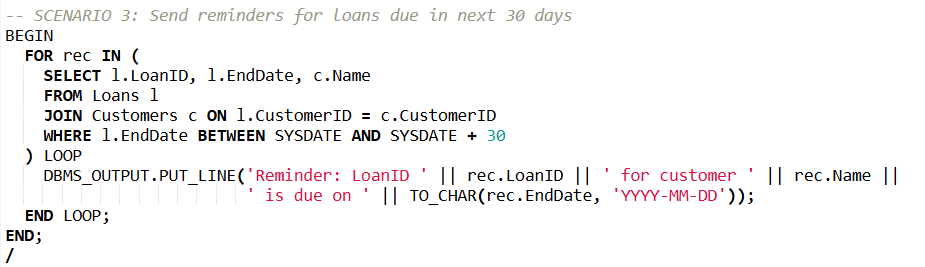 -- SCENARIO 3: Send reminders for loans due in next 30 days
BEGIN
  FOR rec IN (
    SELECT l.LoanID, l.EndDate, c.Name
    FROM Loans l
    JOIN Customers c ON l.CustomerID = c.CustomerID
    WHERE l.EndDate BETWEEN SYSDATE AND SYSDATE + 30
  ) LOOP
    DBMS_OUTPUT.PUT_LINE('Reminder: LoanID ' || rec.LoanID || ' for customer ' || rec.Name ||
                         ' is due on ' || TO_CHAR(rec.EndDate, 'YYYY-MM-DD'));
  END LOOP;
END;
/